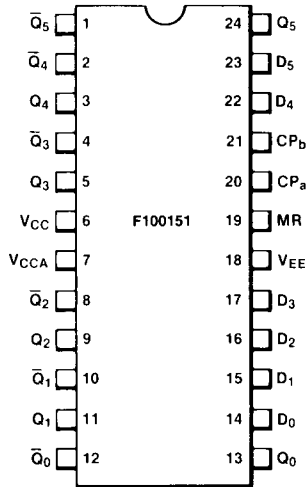 Q̅₅ 1 24 Q₅
Q̅₄ 2 23 D₅
Q₄ 3 22 D₄
Q̅₃ 4 21 CPb
Q₃ 5 20 CPₐ
VCC 6 F100151 19 MR
VCCA 7 18 VEE
Q̅₂ 8 17 D₃
Q₂ 9 16 D₂
Q̅₁ 10 15 D₁
Q₁ 11 14 D₀
Q̅₀ 12 13 Q₀